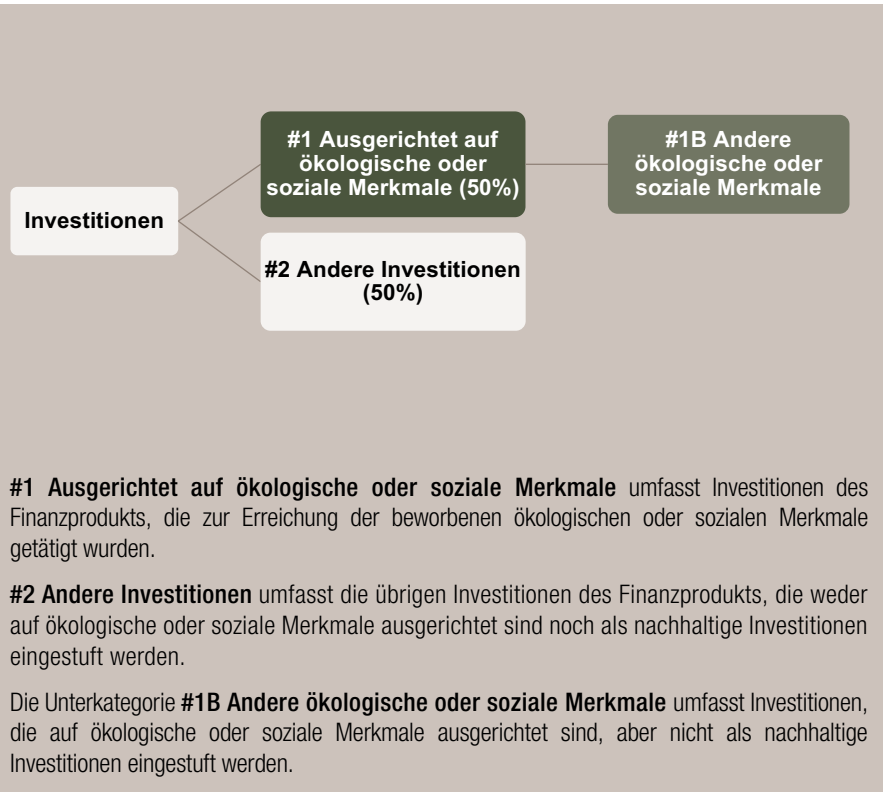 #1 Ausgerichtet auf
ökologische oder
soziale Merkmale (50%)
#1B Andere
ökologische oder
soziale Merkmale
Investitionen
#2 Andere Investitionen
(50%)
#1 Ausgerichtet auf ökologische oder soziale Merkmale umfasst Investitionen des
Finanzprodukts, die zur Erreichung der beworbenen ökologischen oder sozialen Merkmale
getätigt wurden.
#2 Andere Investitionen umfasst die übrigen Investitionen des Finanzprodukts, die weder
auf ökologische oder soziale Merkmale ausgerichtet sind noch als nachhaltige Investitionen
eingestuft werden.
Die Unterkategorie #1B Andere ökologische oder soziale Merkmale umfasst Investitionen,
die auf ökologische oder soziale Merkmale ausgerichtet sind, aber nicht als nachhaltige
Investitionen eingestuft werden.